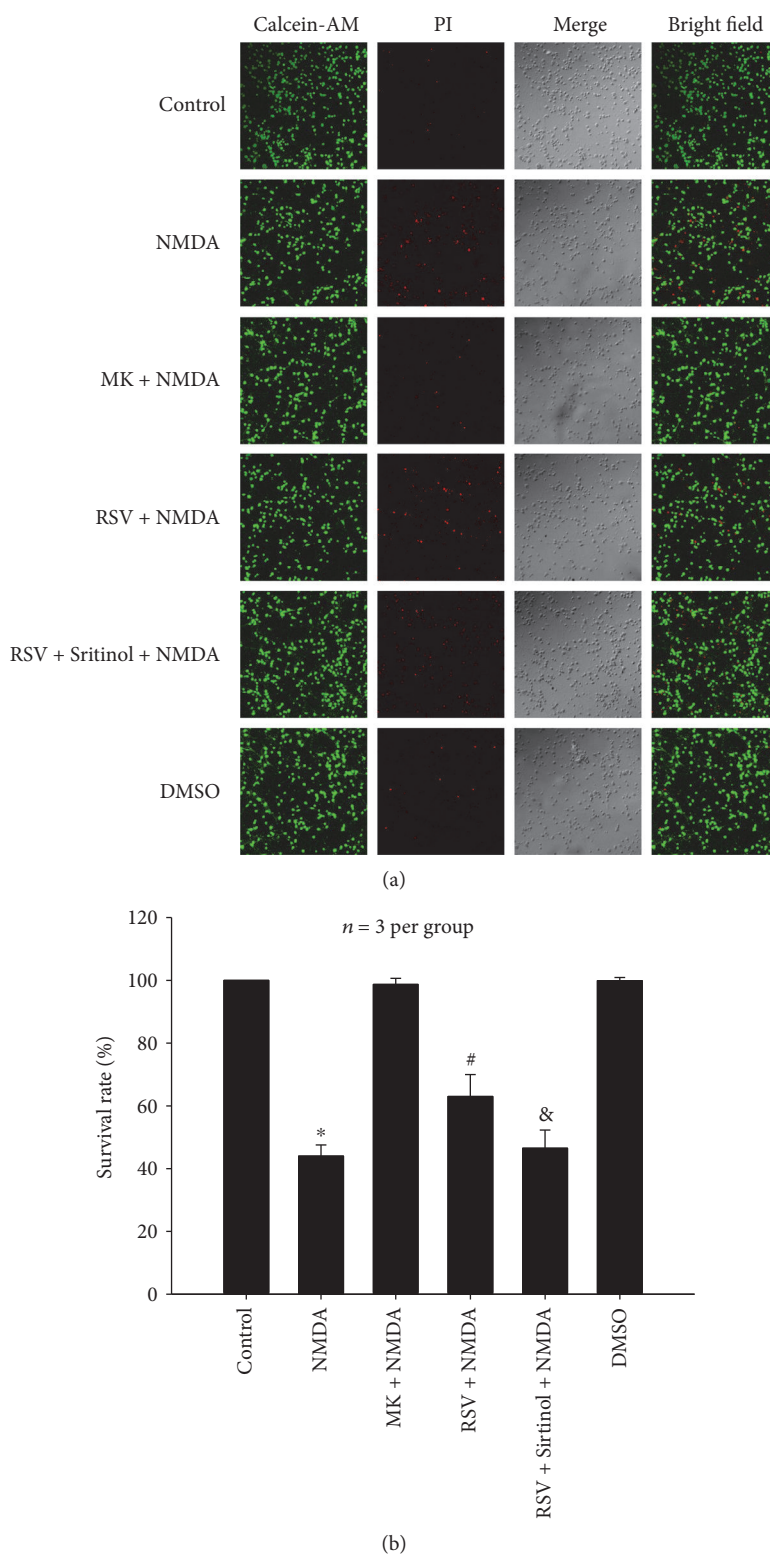 Calcein-AM PI Merge Bright field
Control
NMDA
MK + NMDA
RSV + NMDA
RSV + Sritinol + NMDA
DMSO
(a)
n = 3 per group
120
100
80
60
40
20
0
Survival rate (%)
*
#
&
Control
NMDA
MK + NMDA
RSV + NMDA
RSV + Sirtinol + NMDA
DMSO
(b)